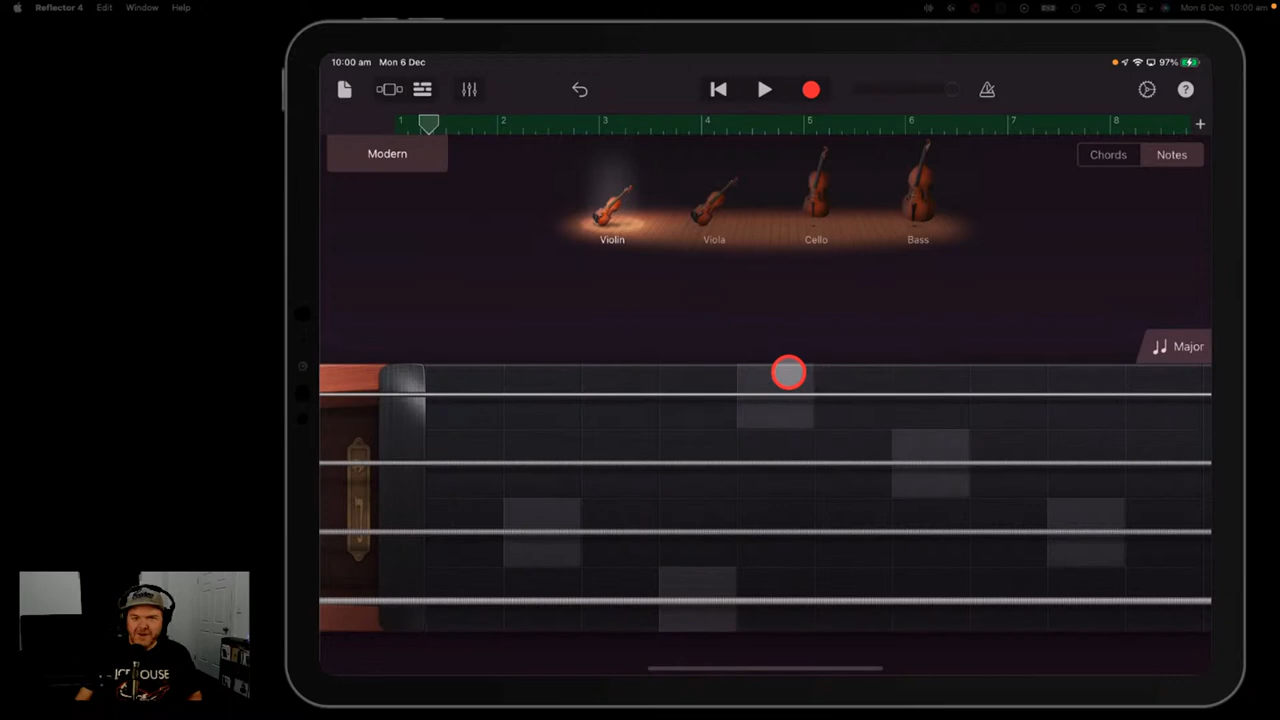 Reflector 4 Edit Window Help Mon 6 Dec 10:00 am
10:00 am Mon 6 Dec 97%
1 2 3 4 5 6 7 8 +
Modern
Chords Notes
Violin Viola Cello Bass
Major
ICEHOUSE